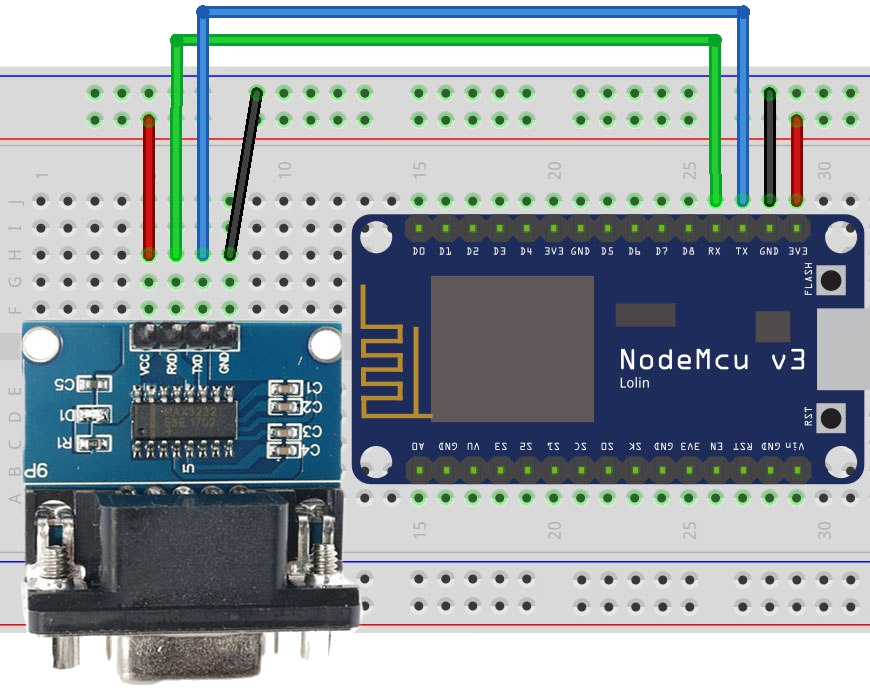 1 10 15 20 25 30
J
I
H
G
F
E
D
C
B
A
D0 D1 D2 D3 D4 3V3 GND D5 D6 D7 D8 RX TX GND 3V3
FLASH
NodeMcu v3
Lolin
RST
A0 GND VU S3 S2 S1 SC SO SK GND 3V3 EN RST GND Vin
VCC
RXD
TXD
GND
C5
D1
R1
C1
C2
C3
C4
MAX3232
U1
9P
15 20 25 30